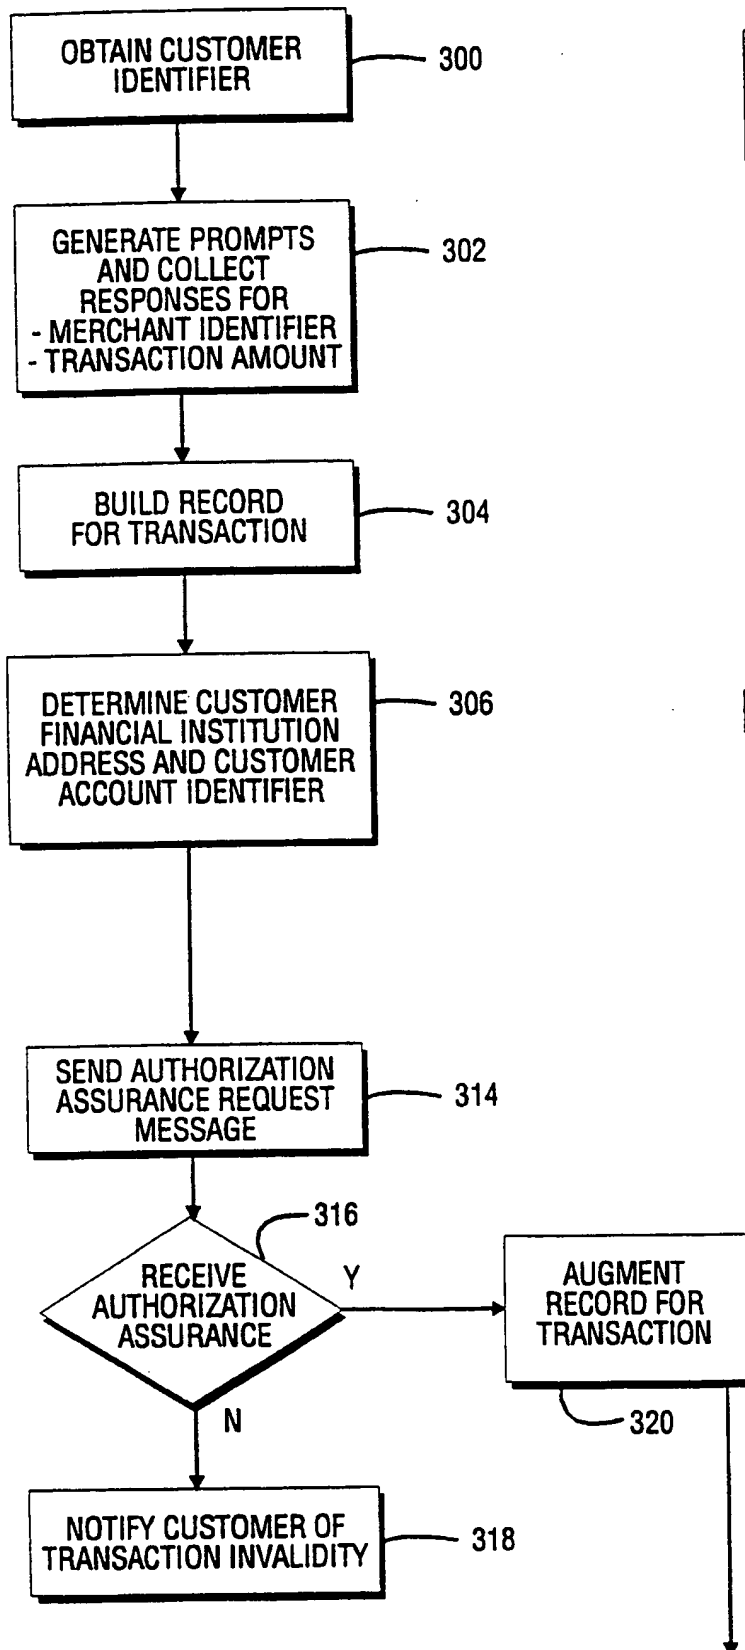 OBTAIN CUSTOMER
IDENTIFIER
300
GENERATE PROMPTS
AND COLLECT
RESPONSES FOR
- MERCHANT IDENTIFIER
- TRANSACTION AMOUNT
302
BUILD RECORD
FOR TRANSACTION
304
DETERMINE CUSTOMER
FINANCIAL INSTITUTION
ADDRESS AND CUSTOMER
ACCOUNT IDENTIFIER
306
SEND AUTHORIZATION
ASSURANCE REQUEST
MESSAGE
314
316
RECEIVE
AUTHORIZATION
ASSURANCE
Y
AUGMENT
RECORD FOR
TRANSACTION
320
N
NOTIFY CUSTOMER OF
TRANSACTION INVALIDITY
318